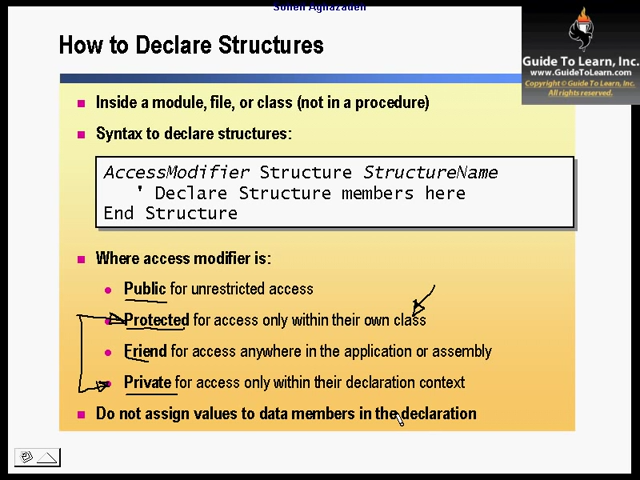 Soheil Aghazadeh
How to Declare Structures
Guide To Learn, Inc.
www.GuideToLearn.com
Copyright © Guide To Learn, Inc.
All rights reserved.
Inside a module, file, or class (not in a procedure)
Syntax to declare structures:
AccessModifier Structure StructureName
' Declare Structure members here
End Structure
Where access modifier is:
Public for unrestricted access
Protected for access only within their own class
Friend for access anywhere in the application or assembly
Private for access only within their declaration context
Do not assign values to data members in the declaration